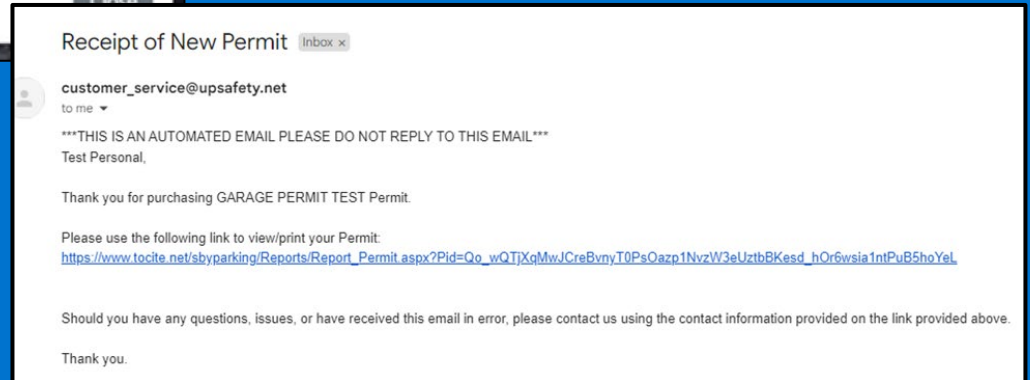 Receipt of New Permit Inbox x
customer_service@upsafety.net
to me
***THIS IS AN AUTOMATED EMAIL PLEASE DO NOT REPLY TO THIS EMAIL***
Test Personal,
Thank you for purchasing GARAGE PERMIT TEST Permit.
Please use the following link to view/print your Permit:
https://www.tocite.net/sbyparking/Reports/Report_Permit.aspx?Pid=Qo_wQTjXqMwJCreBvnyT0PsOazp1NvzW3eUztbBKesd_hOr6wsia1ntPuB5hoYeL
Should you have any questions, issues, or have received this email in error, please contact us using the contact information provided on the link provided above.
Thank you.